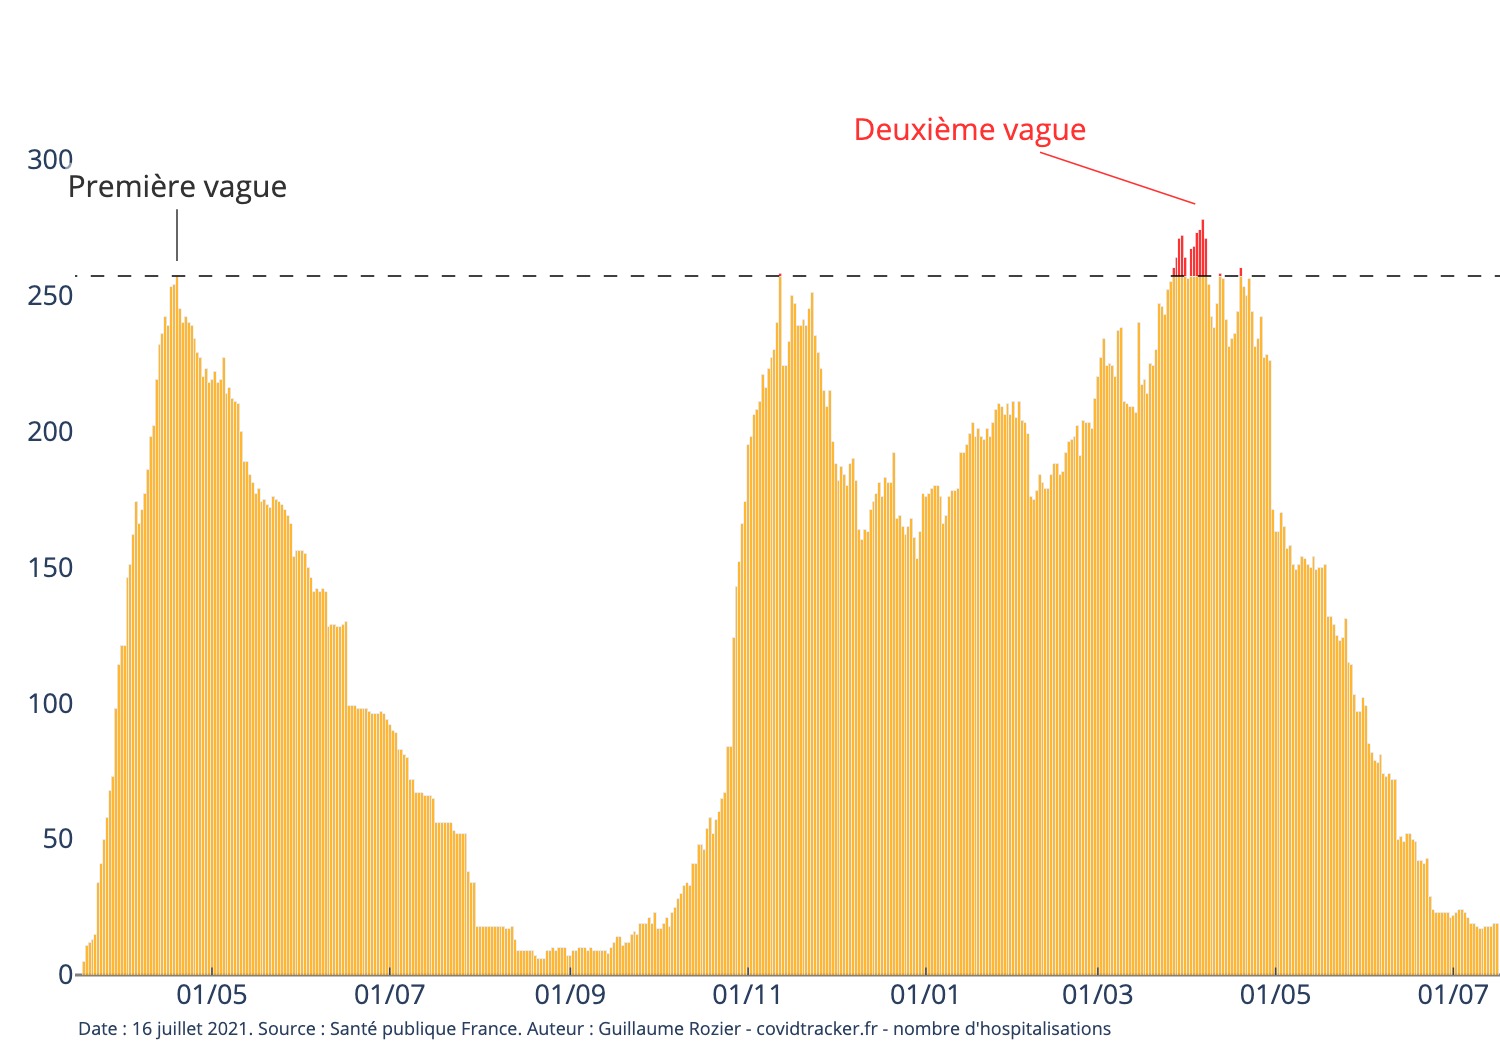 Deuxième vague
300
Première vague
250
200
150
100
50
0
01/05 01/07 01/09 01/11 01/01 01/03 01/05 01/07
Date : 16 juillet 2021. Source : Santé publique France. Auteur : Guillaume Rozier - covidtracker.fr - nombre d'hospitalisations